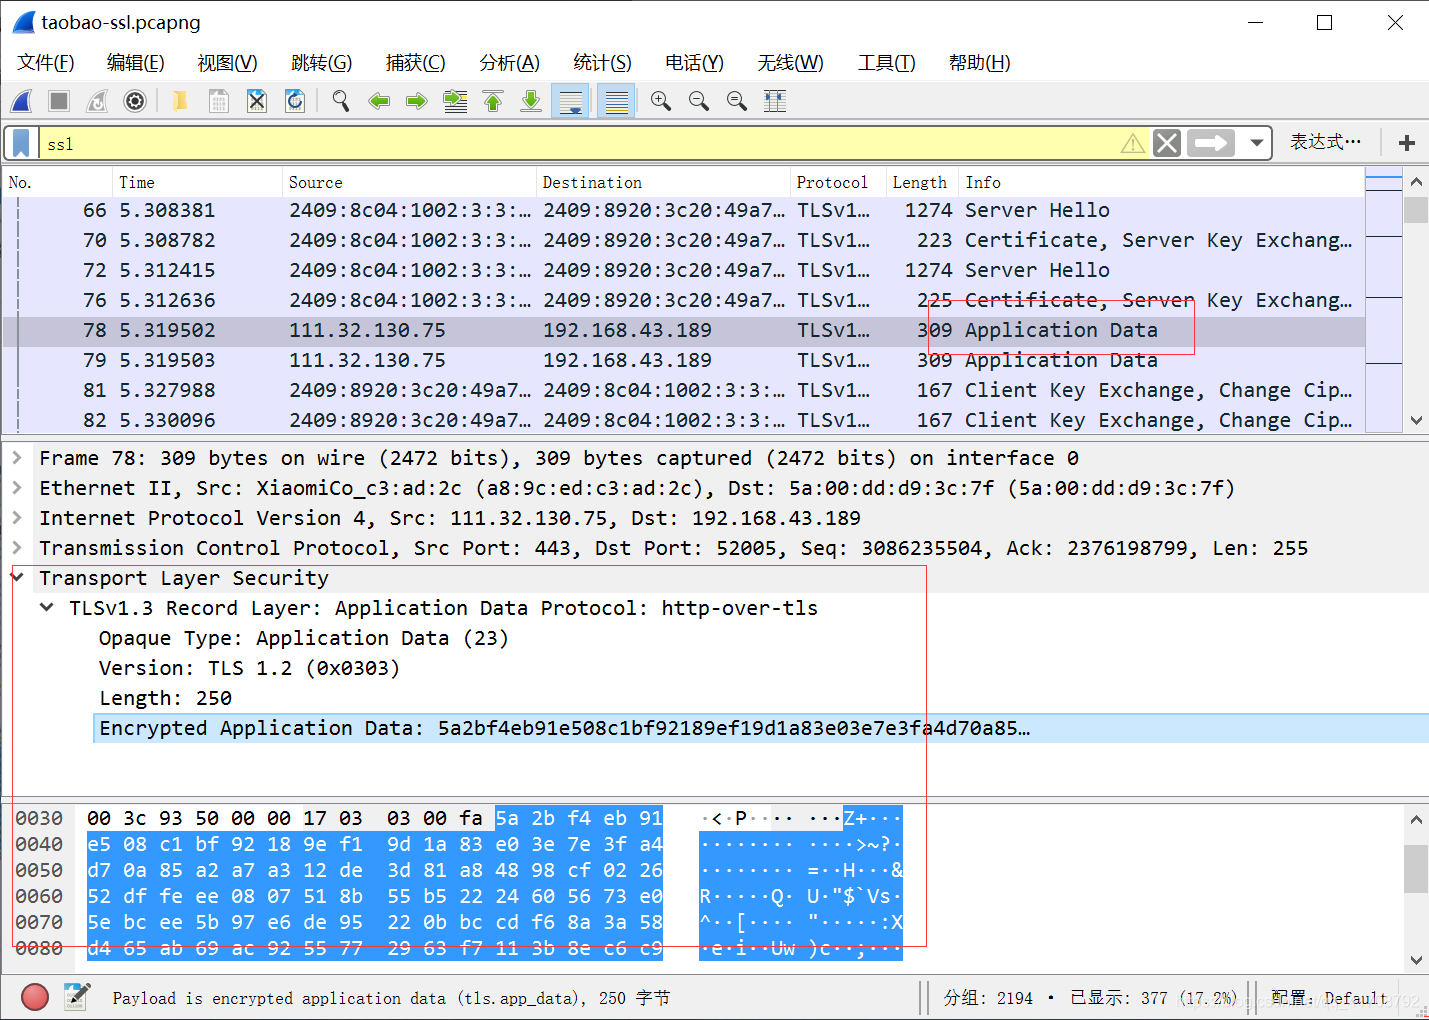 taobao-ssl.pcapng
文件(F) 编辑(E) 视图(V) 跳转(G) 捕获(C) 分析(A) 统计(S) 电话(Y) 无线(W) 工具(T) 帮助(H)
ssl 表达式…
No. Time Source Destination Protocol Length Info
66 5.308381 2409:8c04:1002:3:3:… 2409:8920:3c20:49a7… TLSv1… 1274 Server Hello
70 5.308782 2409:8c04:1002:3:3:… 2409:8920:3c20:49a7… TLSv1… 223 Certificate, Server Key Exchang…
72 5.312415 2409:8c04:1002:3:3:… 2409:8920:3c20:49a7… TLSv1… 1274 Server Hello
76 5.312636 2409:8c04:1002:3:3:… 2409:8920:3c20:49a7… TLSv1… 225 Certificate, Server Key Exchang…
78 5.319502 111.32.130.75 192.168.43.189 TLSv1… 309 Application Data
79 5.319503 111.32.130.75 192.168.43.189 TLSv1… 309 Application Data
81 5.327988 2409:8920:3c20:49a7… 2409:8c04:1002:3:3:… TLSv1… 167 Client Key Exchange, Change Cip…
82 5.330096 2409:8920:3c20:49a7… 2409:8c04:1002:3:3:… TLSv1… 167 Client Key Exchange, Change Cip…
Frame 78: 309 bytes on wire (2472 bits), 309 bytes captured (2472 bits) on interface 0
Ethernet II, Src: XiaomiCo_c3:ad:2c (a8:9c:ed:c3:ad:2c), Dst: 5a:00:dd:d9:3c:7f (5a:00:dd:d9:3c:7f)
Internet Protocol Version 4, Src: 111.32.130.75, Dst: 192.168.43.189
Transmission Control Protocol, Src Port: 443, Dst Port: 52005, Seq: 3086235504, Ack: 2376198799, Len: 255
Transport Layer Security
TLSv1.3 Record Layer: Application Data Protocol: http-over-tls
Opaque Type: Application Data (23)
Version: TLS 1.2 (0x0303)
Length: 250
Encrypted Application Data: 5a2bf4eb91e508c1bf92189ef19d1a83e03e7e3fa4d70a85…
0030 00 3c 93 50 00 00 00 17 03 03 00 fa 5a 2b f4 eb 91 ·<·P···· ···Z+···
0040 e5 08 c1 bf 92 18 9e f1 9d 1a 83 e0 3e 7e 3f a4 ········ ····>~?·
0050 d7 0a 85 a2 a7 a3 12 de 3d 81 a8 48 98 cf 02 26 ········ =··H···&
0060 52 df fe ee 08 07 51 8b 55 b5 22 24 60 56 73 e0 R·····Q· U·"$`Vs·
0070 5e bc ee 5b 97 e6 de 95 22 0b bc cd f6 8a 3a 58 ^··[···· "·····:X
0080 d4 65 ab 69 ac 92 55 77 29 63 f7 11 3b 8e c6 c9 ·e·i··Uw )c··;···
Payload is encrypted application data (tls.app_data), 250 字节 分组: 2194 · 已显示: 377 (17.2%) 配置: Default